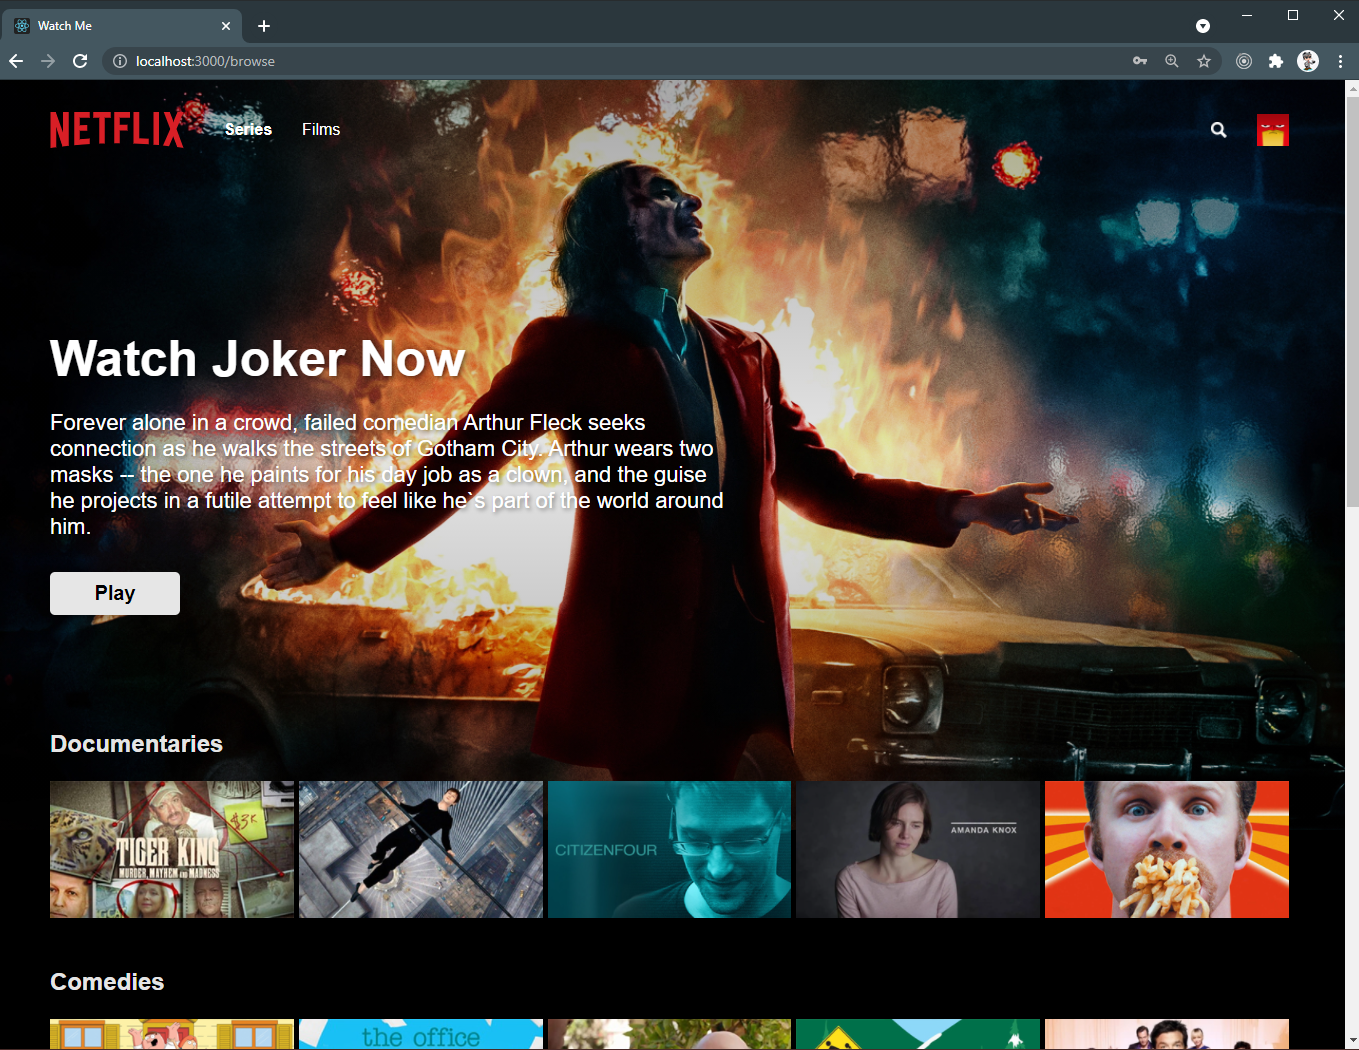 Watch Me
localhost:3000/browse
NETFLIX
Series
Films
Watch Joker Now
Forever alone in a crowd, failed comedian Arthur Fleck seeks
connection as he walks the streets of Gotham City. Arthur wears two
masks -- the one he paints for his day job as a clown, and the guise
he projects in a futile attempt to feel like he`s part of the world around
him.
Play
Documentaries
$3K
TIGER KING
MURDER, MAYHEM AND MADNESS
CITIZENFOUR
AMANDA KNOX
Comedies
the office